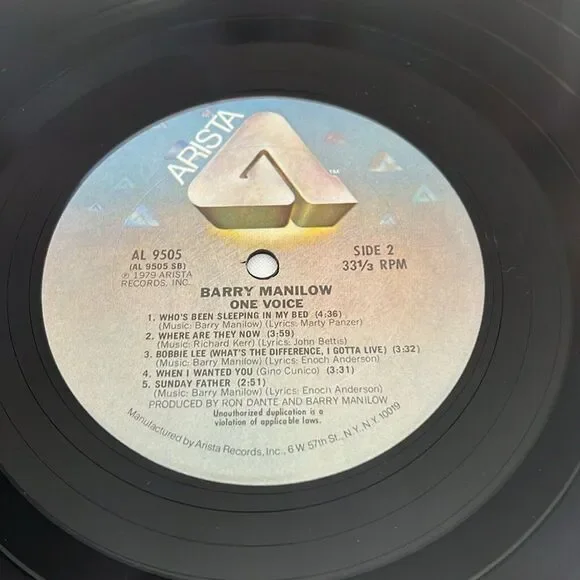 ARISTA
™
AL 9505
(AL 9505 SB)
℗ 1979 ARISTA
RECORDS, INC.
SIDE 2
33 1/3 RPM
BARRY MANILOW
ONE VOICE
1. WHO'S BEEN SLEEPING IN MY BED (4:36)
(Music: Barry Manilow) (Lyrics: Marty Panzer)
2. WHERE ARE THEY NOW (3:59)
(Music: Richard Kerr) (Lyrics: John Bettis)
3. BOBBIE LEE (WHAT'S THE DIFFERENCE, I GOTTA LIVE) (3:32)
(Music: Barry Manilow) (Lyrics: Enoch Anderson)
4. WHEN I WANTED YOU (Gino Cunico) (3:31)
5. SUNDAY FATHER (2:51)
(Music: Barry Manilow) (Lyrics: Enoch Anderson)
PRODUCED BY RON DANTE AND BARRY MANILOW
Unauthorized duplication is a
violation of applicable laws.
Manufactured by Arista Records, Inc., 6 W 57th St., N.Y. N.Y. 10019